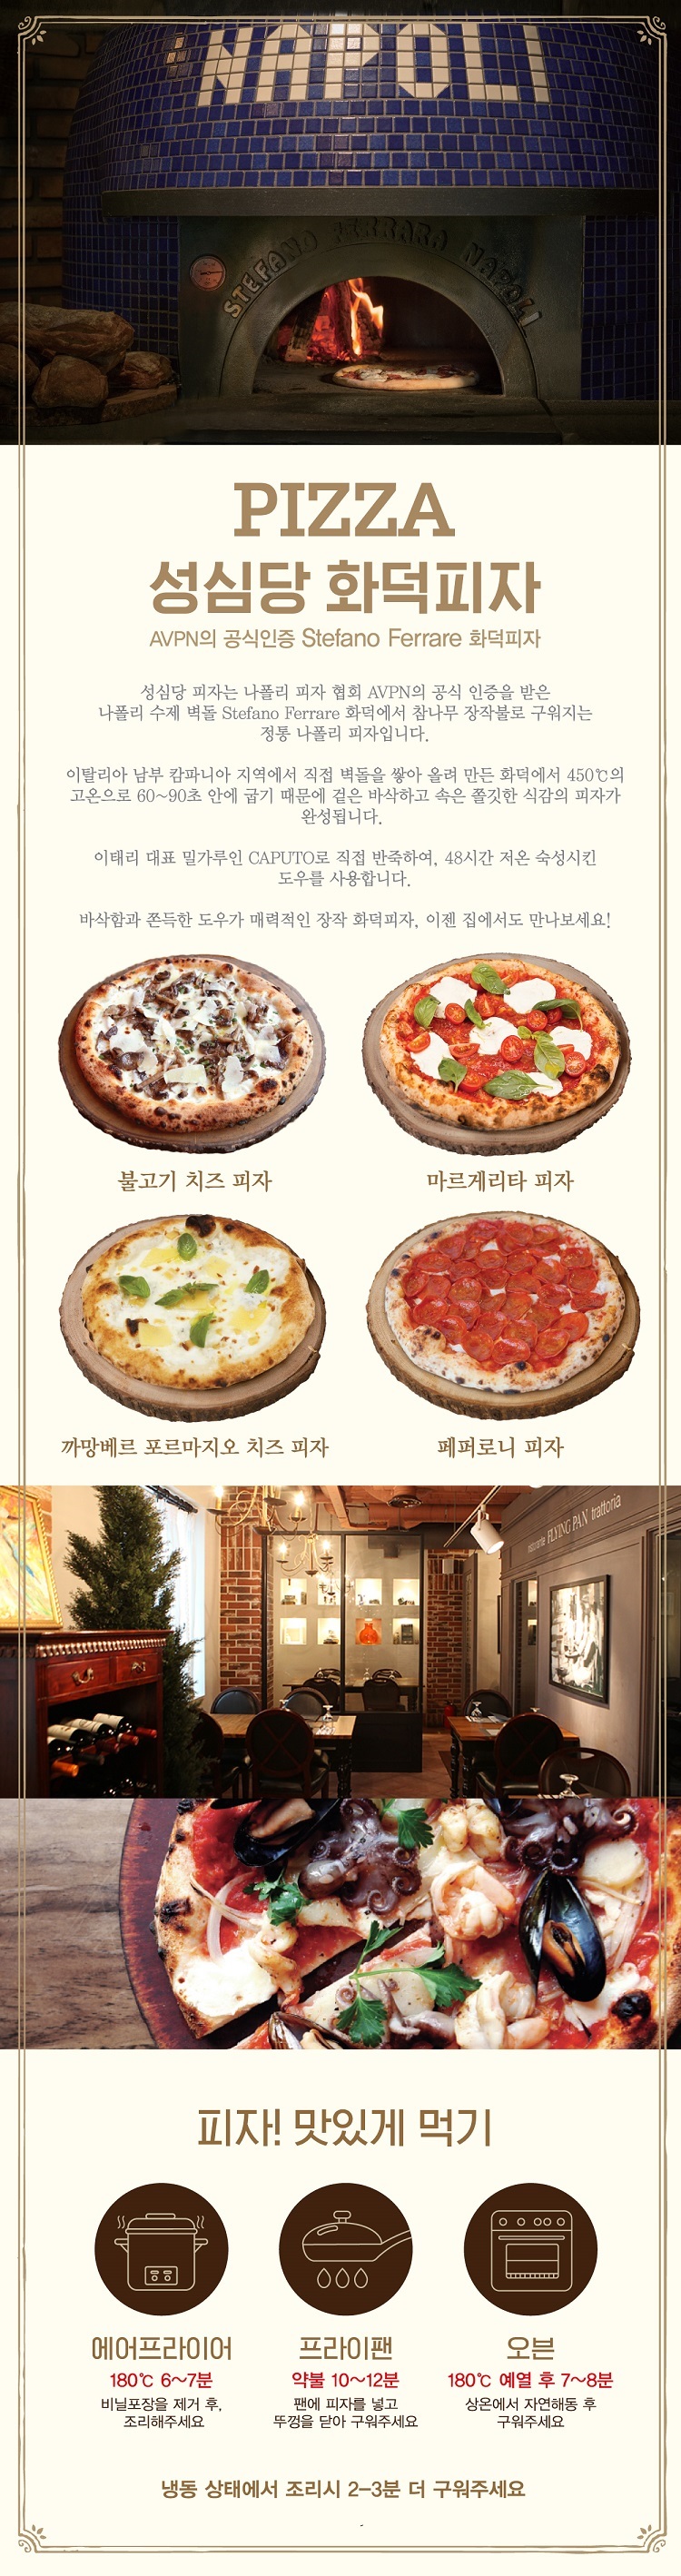 NAPOLI
STEFANO FERRARA NAPOLI
PIZZA
성심당 화덕피자
AVPN의 공식인증 Stefano Ferrare 화덕피자
성심당 피자는 나폴리 피자 협회 AVPN의 공식 인증을 받은
나폴리 수제 벽돌 Stefano Ferrare 화덕에서 참나무 장작불로 구워지는
정통 나폴리 피자입니다.
이탈리아 남부 캄파니아 지역에서 직접 벽돌을 쌓아 올려 만든 화덕에서 450℃의
고온으로 60~90초 안에 굽기 때문에 겉은 바삭하고 속은 쫄깃한 식감의 피자가
완성됩니다.
이태리 대표 밀가루인 CAPUTO로 직접 반죽하여, 48시간 저온 숙성시킨
도우를 사용합니다.
바삭함과 쫀득한 도우가 매력적인 장작 화덕피자, 이젠 집에서도 만나보세요!
불고기 치즈 피자
마르게리타 피자
까망베르 포르마지오 치즈 피자
페퍼로니 피자
FLYING PAN trattoria
피자! 맛있게 먹기
에어프라이어
180℃ 6~7분
비닐포장을 제거 후,
조리해주세요
프라이팬
약불 10~12분
팬에 피자를 넣고
뚜껑을 닫아 구워주세요
오븐
180℃ 예열 후 7~8분
상온에서 자연해동 후
구워주세요
냉동 상태에서 조리시 2-3분 더 구워주세요